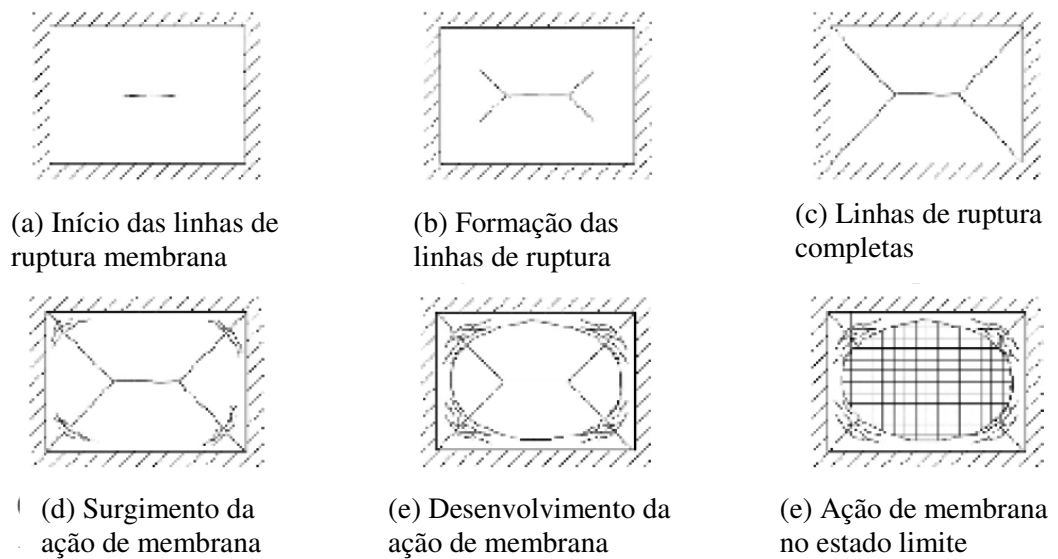 (a) Início das linhas de
ruptura membrana
(b) Formação das
linhas de ruptura
(c) Linhas de ruptura
completas
(d) Surgimento da
ação de membrana
(e) Desenvolvimento da
ação de membrana
(e) Ação de membrana
no estado limite